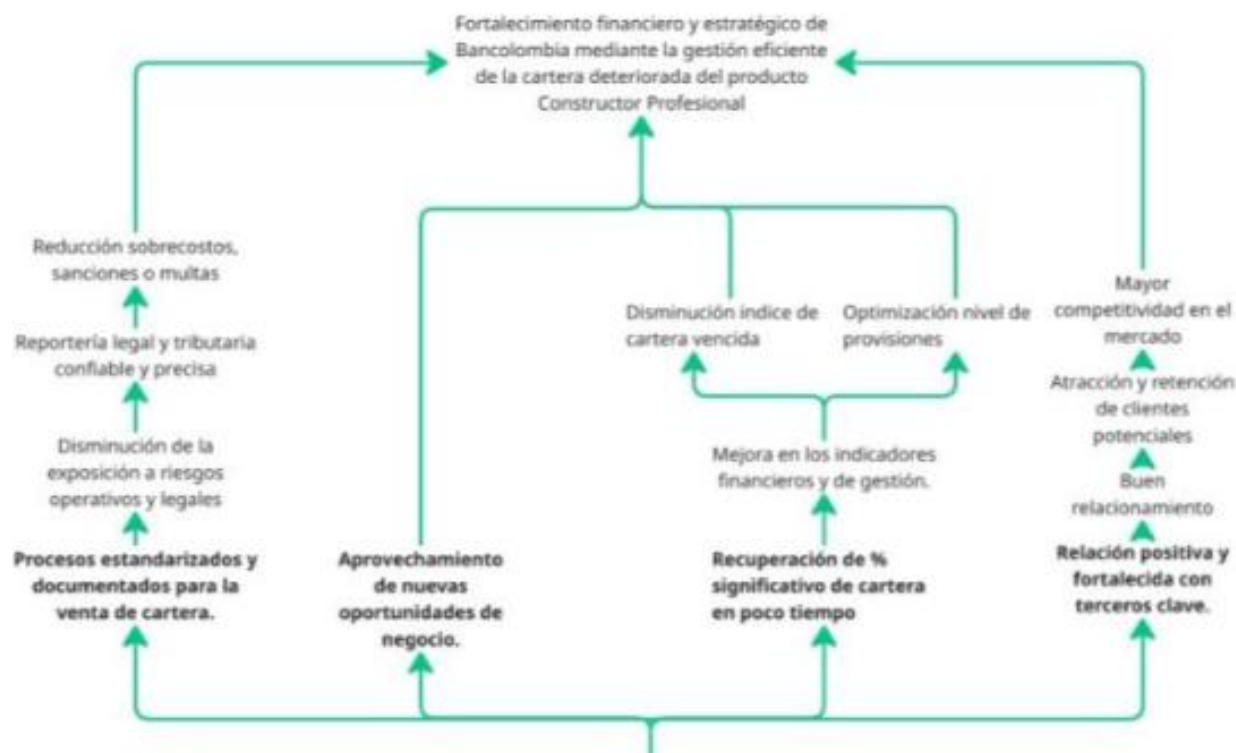 Fortalecimiento financiero y estratégico de
Bancolombia mediante la gestión eficiente
de la cartera deteriorada del producto
Constructor Profesional
Reducción sobrecostos,
sanciones o multas
Reportería legal y tributaria
confiable y precisa
Disminución de la
exposición a riesgos
operativos y legales
Procesos estandarizados y
documentados para la
venta de cartera.
Aprovechamiento
de nuevas
oportunidades de
negocio.
Disminución índice de
cartera vencida
Optimización nivel de
provisiones
Mejora en los indicadores
financieros y de gestión.
Recuperación de %
significativo de cartera
en poco tiempo
Mayor
competitividad en el
mercado
Atracción y retención
de clientes
potenciales
Buen
relacionamiento
Relación positiva y
fortalecida con
terceros clave.